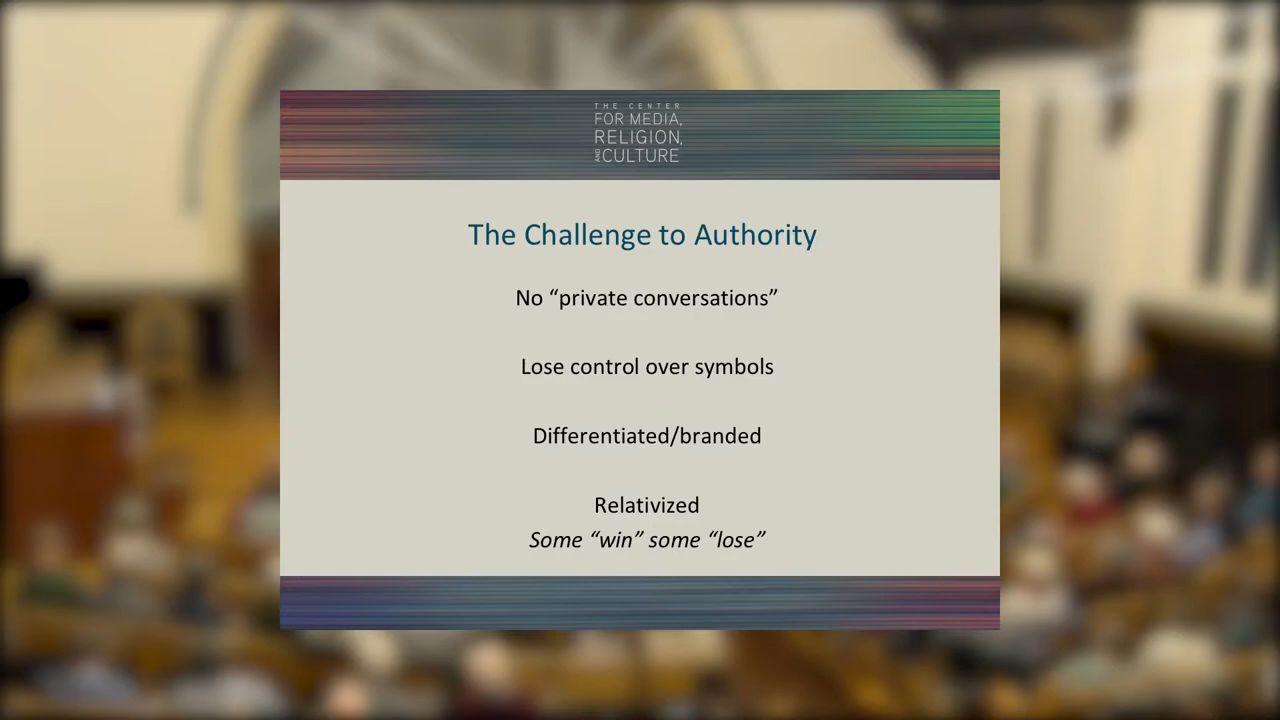 THE CENTER
FOR MEDIA,
RELIGION,
AND CULTURE
The Challenge to Authority
No “private conversations”
Lose control over symbols
Differentiated/branded
Relativized
Some “win” some “lose”